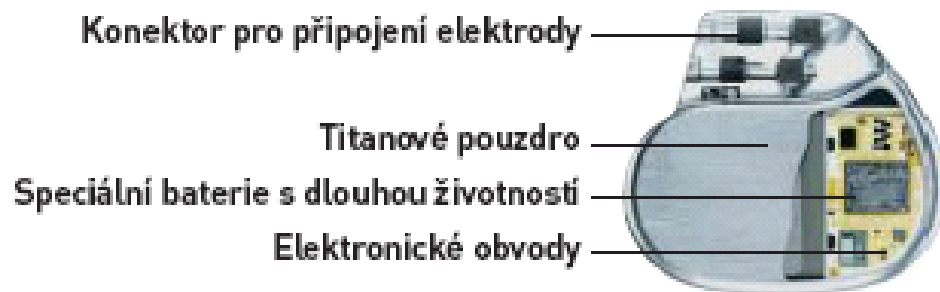 Konektor pro připojení elektrody
Titanové pouzdro
Speciální baterie s dlouhou životností
Elektronické obvody